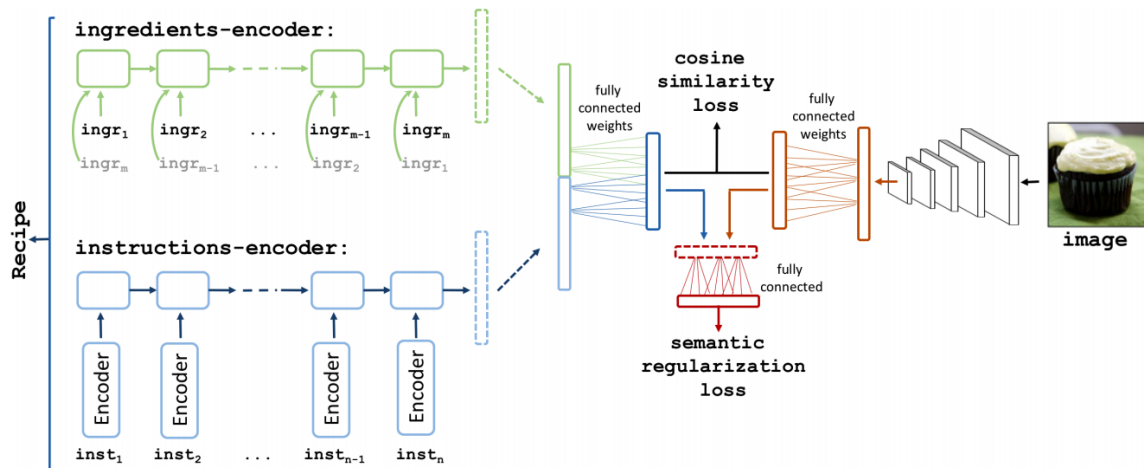 ingredients-encoder:
ingr1 ingr2 ... ingrm-1 ingrm
ingrm ingrm-1 ... ingr2 ingr1
Recipe
instructions-encoder:
Encoder Encoder Encoder Encoder
inst1 inst2 ... instn-1 instn
fully
connected
weights
cosine
similarity
loss
fully
connected
weights
image
fully
connected
semantic
regularization
loss